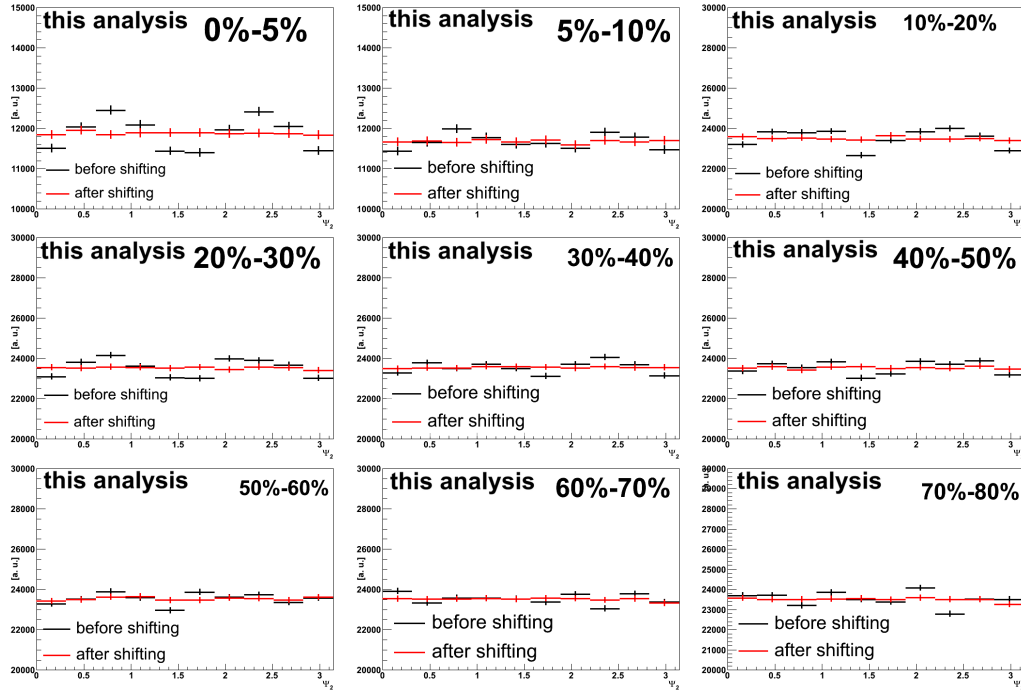 this analysis 0%-5%
15000
14000
13000
12000
11000
10000
[a. u.]
before shifting
after shifting
0 0.5 1 1.5 2 2.5 3
Ψ2
this analysis 5%-10%
15000
14000
13000
12000
11000
10000
[a. u.]
before shifting
after shifting
0 0.5 1 1.5 2 2.5 3
Ψ2
this analysis 10%-20%
30000
28000
26000
24000
22000
20000
[a. u.]
before shifting
after shifting
0 0.5 1 1.5 2 2.5 3
Ψ2
this analysis 20%-30%
30000
28000
26000
24000
22000
20000
[a. u.]
before shifting
after shifting
0 0.5 1 1.5 2 2.5 3
Ψ2
this analysis 30%-40%
30000
28000
26000
24000
22000
20000
[a. u.]
before shifting
after shifting
0 0.5 1 1.5 2 2.5 3
Ψ2
this analysis 40%-50%
30000
28000
26000
24000
22000
20000
[a. u.]
before shifting
after shifting
0 0.5 1 1.5 2 2.5 3
Ψ2
this analysis 50%-60%
30000
28000
26000
24000
22000
20000
[a. u.]
before shifting
after shifting
0 0.5 1 1.5 2 2.5 3
Ψ2
this analysis 60%-70%
30000
28000
26000
24000
22000
20000
[a. u.]
before shifting
after shifting
0 0.5 1 1.5 2 2.5 3
Ψ2
this analysis 70%-80%
30000
29000
28000
27000
26000
25000
24000
23000
22000
21000
20000
before shifting
after shifting
0 0.5 1 1.5 2 2.5 3